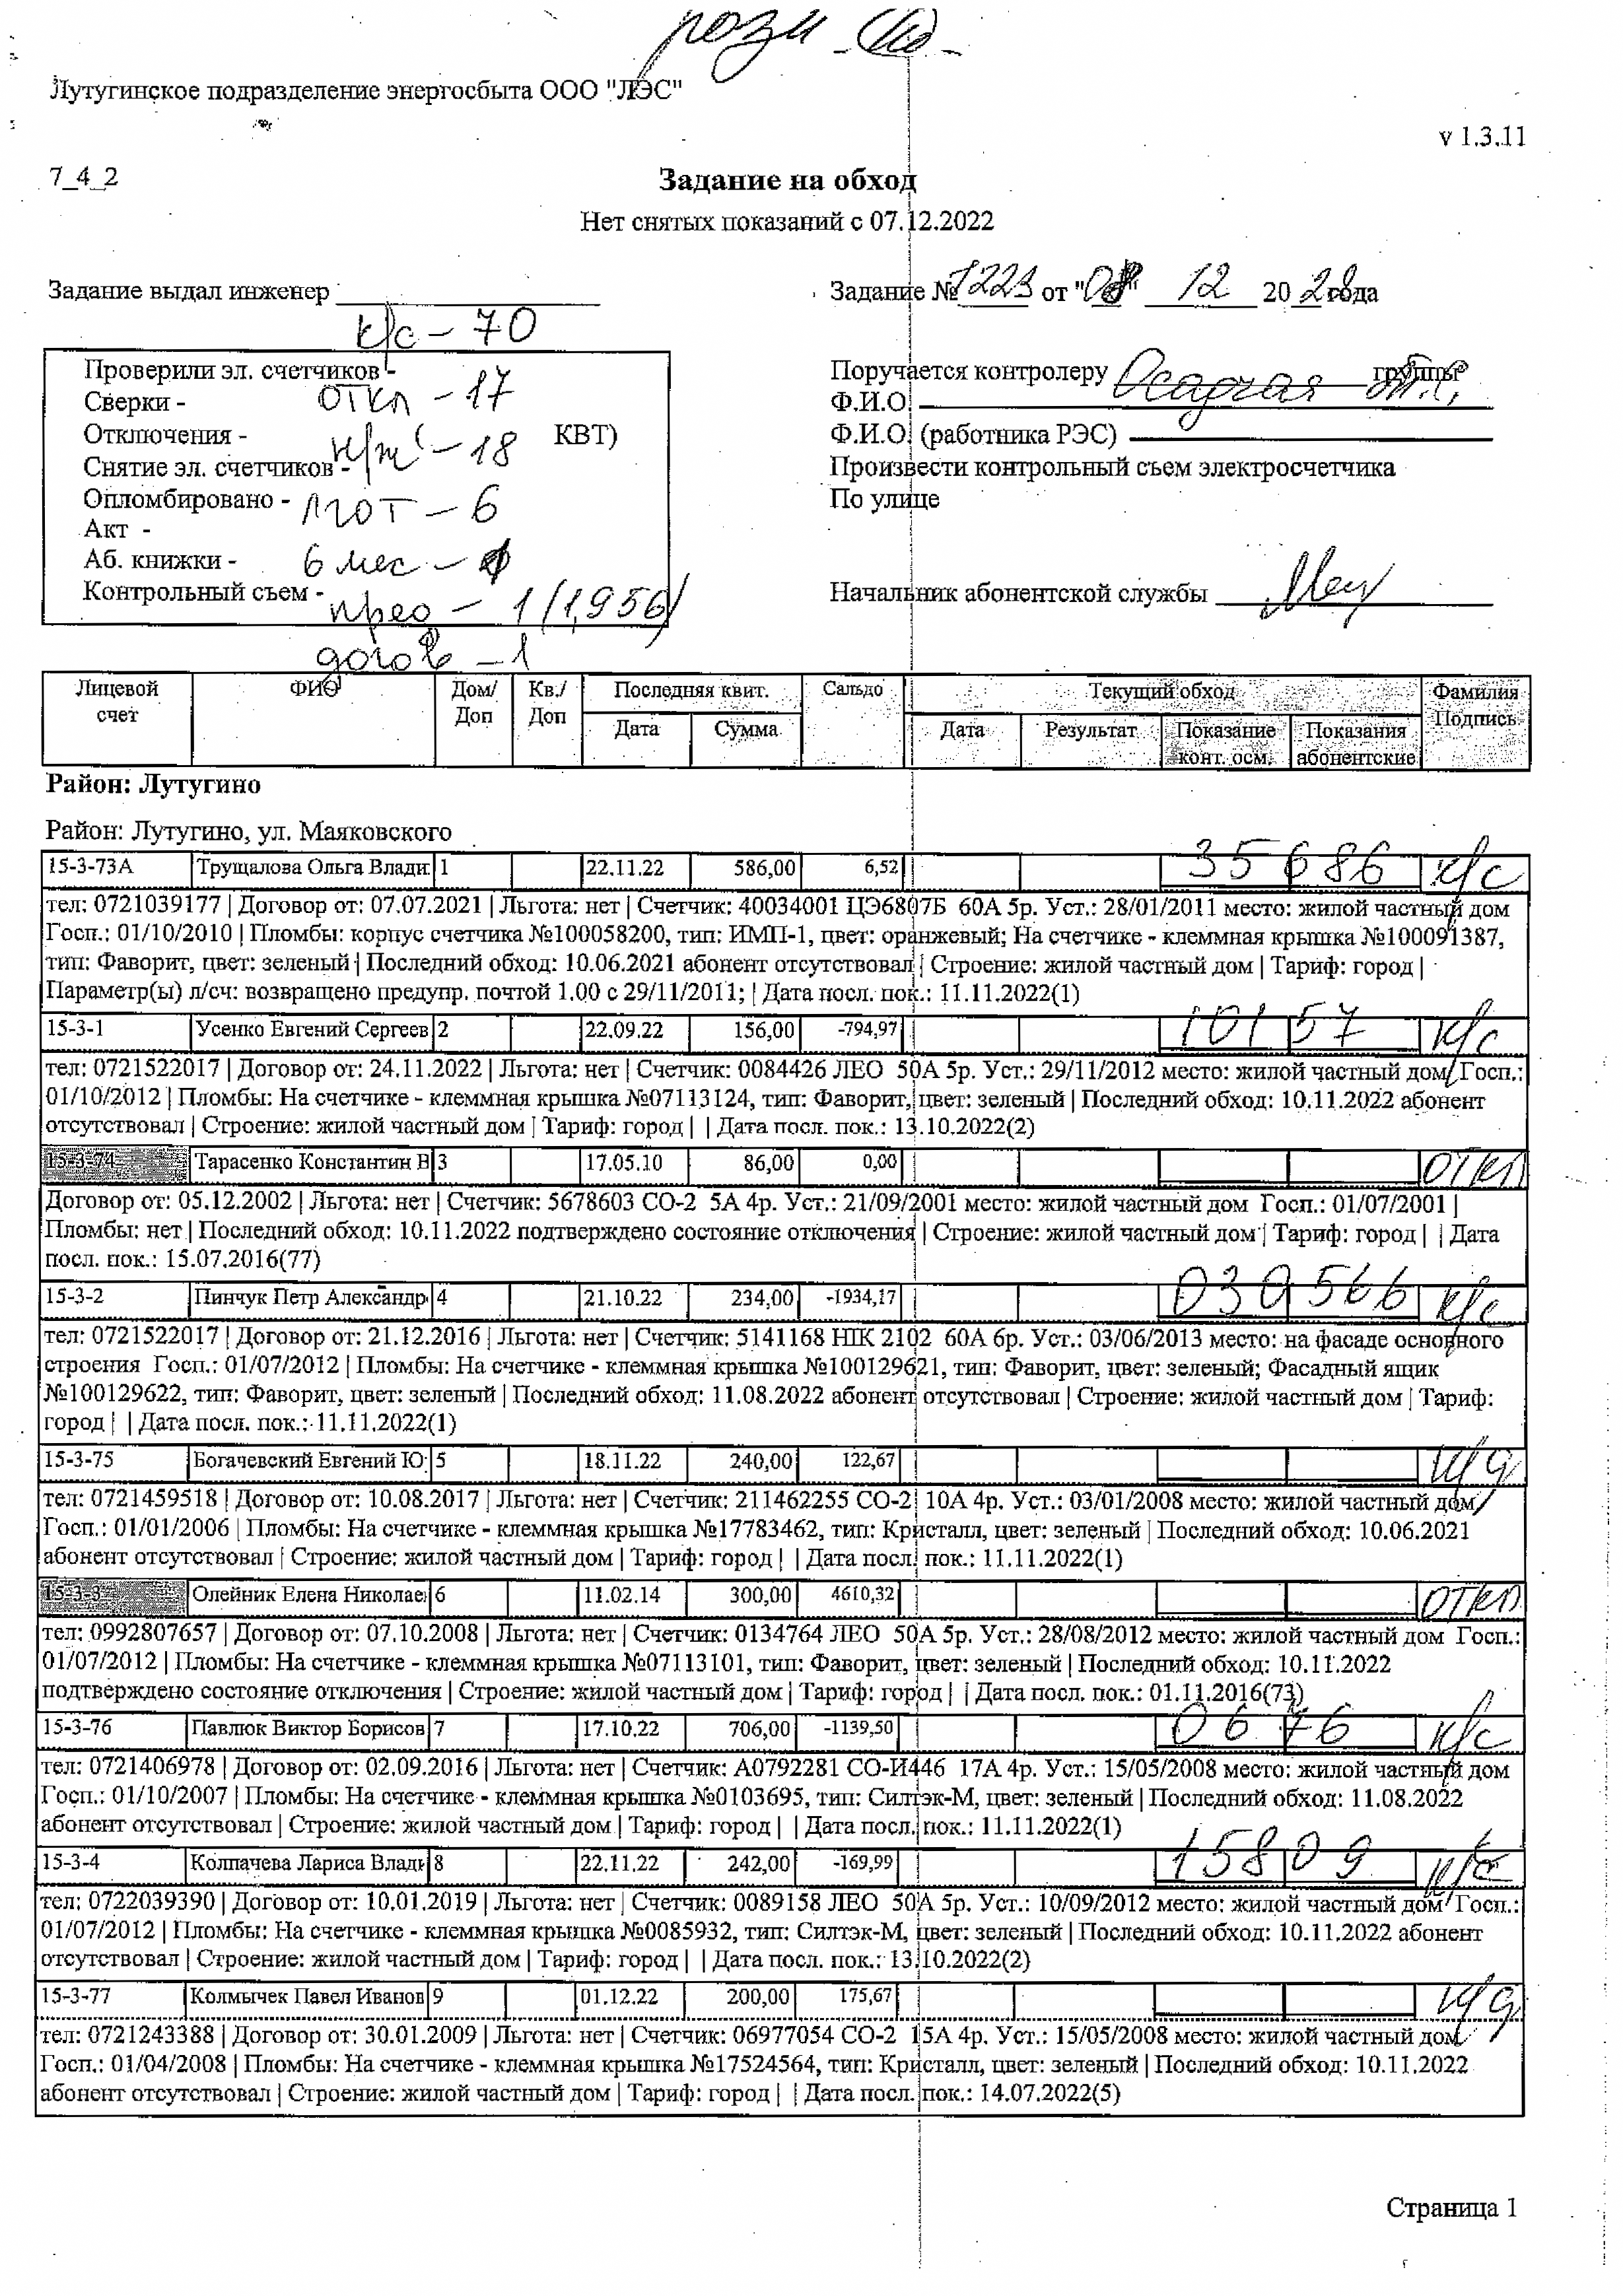 Лутугинское подразделение энергосбыта ООО "ЛЭС"
v 1.3.11
7_4_2
Задание на обход
Нет снятых показаний с 07.12.2022
Задание выдал инженер
Задание № 1223 от "08" 12 20 года
к/с - 70
Проверили эл. счетчиков -
Сверки - откл - 17
Отключения - н/ж - 18 КВТ)
Снятие эл. счетчиков -
Опломбировано - льгот - 6
Акт -
Аб. книжки - 6 мес -
Контрольный съем - 1 (1,956)
догов - 1
Поручается контролеру Осадчая группы
Ф.И.О.
Ф.И.О. (работника РЭС)
Произвести контрольный съем электросчетчика
По улице
Начальник абонентской службы
Лицевой счет ФИО Дом/Доп Кв./Доп Последняя квит. Сальдо Текущий обход Фамилия Подпись
Дата Сумма Дата Результат Показание конт. осм. Показания абонентские
Район: Лутугино
Район: Лутугино, ул. Маяковского
15-3-73А Трущалова Ольга Влади 1 22.11.22 586,00 6,52 35686 к/с
тел: 0721039177 | Договор от: 07.07.2021 | Льгота: нет | Счетчик: 40034001 ЦЭ6807Б 60А 5р. Уст.: 28/01/2011 место: жилой частный дом
Госп.: 01/10/2010 | Пломбы: корпус счетчика №100058200, тип: ИМП-1, цвет: оранжевый; На счетчике - клеммная крышка №100091387,
тип: Фаворит, цвет: зеленый | Последний обход: 10.06.2021 абонент отсутствовал | Строение: жилой частный дом | Тариф: город |
Параметр(ы) л/сч: возвращено предупр. почтой 1.00 с 29/11/2011; | Дата посл. пок.: 11.11.2022(1)
15-3-1 Усенко Евгений Сергеев 2 22.09.22 156,00 -794,97 10157 к/с
тел: 0721522017 | Договор от: 24.11.2022 | Льгота: нет | Счетчик: 0084426 ЛЕО 50А 5р. Уст.: 29/11/2012 место: жилой частный дом Госп.:
01/10/2012 | Пломбы: На счетчике - клеммная крышка №07113124, тип: Фаворит, цвет: зеленый | Последний обход: 10.11.2022 абонент
отсутствовал | Строение: жилой частный дом | Тариф: город | | Дата посл. пок.: 13.10.2022(2)
15-3-74 Тарасенко Константин В 3 17.05.10 86,00 0,00 ОТКЛ
Договор от: 05.12.2002 | Льгота: нет | Счетчик: 5678603 СО-2 5А 4р. Уст.: 21/09/2001 место: жилой частный дом Госп.: 01/07/2001 |
Пломбы: нет | Последний обход: 10.11.2022 подтверждено состояние отключения | Строение: жилой частный дом | Тариф: город | | Дата
посл. пок.: 15.07.2016(77)
15-3-2 Пинчук Петр Александр 4 21.10.22 234,00 -1934,17 030566 к/с
тел: 0721522017 | Договор от: 21.12.2016 | Льгота: нет | Счетчик: 5141168 НІК 2102 60А 6р. Уст.: 03/06/2013 место: на фасаде основного
строения Госп.: 01/07/2012 | Пломбы: На счетчике - клеммная крышка №100129621, тип: Фаворит, цвет: зеленый; Фасадный ящик
№100129622, тип: Фаворит, цвет: зеленый | Последний обход: 11.08.2022 абонент отсутствовал | Строение: жилой частный дом | Тариф:
город | | Дата посл. пок.: 11.11.2022(1)
15-3-75 Богачевский Евгений Ю 5 18.11.22 240,00 122,67 н/д
тел: 0721459518 | Договор от: 10.08.2017 | Льгота: нет | Счетчик: 211462255 СО-2 10А 4р. Уст.: 03/01/2008 место: жилой частный дом
Госп.: 01/01/2006 | Пломбы: На счетчике - клеммная крышка №17783462, тип: Кристалл, цвет: зеленый | Последний обход: 10.06.2021
абонент отсутствовал | Строение: жилой частный дом | Тариф: город | | Дата посл. пок.: 11.11.2022(1)
15-3-3 Олейник Елена Николае 6 11.02.14 300,00 4610,32 ОТКЛ
тел: 0992807657 | Договор от: 07.10.2008 | Льгота: нет | Счетчик: 0134764 ЛЕО 50А 5р. Уст.: 28/08/2012 место: жилой частный дом Госп.:
01/07/2012 | Пломбы: На счетчике - клеммная крышка №07113101, тип: Фаворит, цвет: зеленый | Последний обход: 10.11.2022
подтверждено состояние отключения | Строение: жилой частный дом | Тариф: город | | Дата посл. пок.: 01.11.2016(73)
15-3-76 Павлюк Виктор Борисов 7 17.10.22 706,00 -1139,50 0676 к/с
тел: 0721406978 | Договор от: 02.09.2016 | Льгота: нет | Счетчик: А0792281 СО-И446 17А 4р. Уст.: 15/05/2008 место: жилой частный дом
Госп.: 01/10/2007 | Пломбы: На счетчике - клеммная крышка №0103695, тип: Силтэк-М, цвет: зеленый | Последний обход: 11.08.2022
абонент отсутствовал | Строение: жилой частный дом | Тариф: город | | Дата посл. пок.: 11.11.2022(1)
15-3-4 Колпачева Лариса Влади 8 22.11.22 242,00 -169,99 15809 к/с
тел: 0722039390 | Договор от: 10.01.2019 | Льгота: нет | Счетчик: 0089158 ЛЕО 50А 5р. Уст.: 10/09/2012 место: жилой частный дом Госп.:
01/07/2012 | Пломбы: На счетчике - клеммная крышка №0085932, тип: Силтэк-М, цвет: зеленый | Последний обход: 10.11.2022 абонент
отсутствовал | Строение: жилой частный дом | Тариф: город | | Дата посл. пок.: 13.10.2022(2)
15-3-77 Колмычек Павел Иванов 9 01.12.22 200,00 175,67 н/д
тел: 0721243388 | Договор от: 30.01.2009 | Льгота: нет | Счетчик: 06977054 СО-2 15А 4р. Уст.: 15/05/2008 место: жилой частный дом
Госп.: 01/04/2008 | Пломбы: На счетчике - клеммная крышка №17524564, тип: Кристалл, цвет: зеленый | Последний обход: 10.11.2022
абонент отсутствовал | Строение: жилой частный дом | Тариф: город | | Дата посл. пок.: 14.07.2022(5)
Страница 1